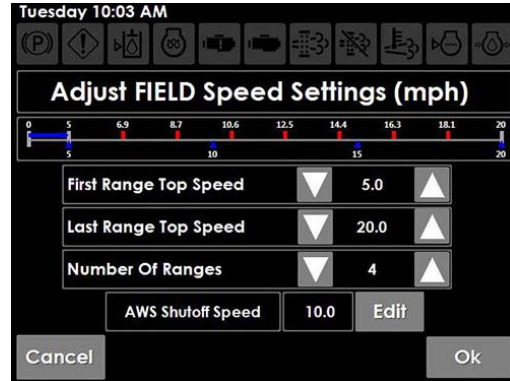 Tuesday 10:03 AM
(P)
Adjust FIELD Speed Settings (mph)
0 5 6.9 8.7 10.6 12.5 14.4 16.3 18.1 20
5 10 15 20
First Range Top Speed 5.0
Last Range Top Speed 20.0
Number Of Ranges 4
AWS Shutoff Speed 10.0 Edit
Cancel Ok